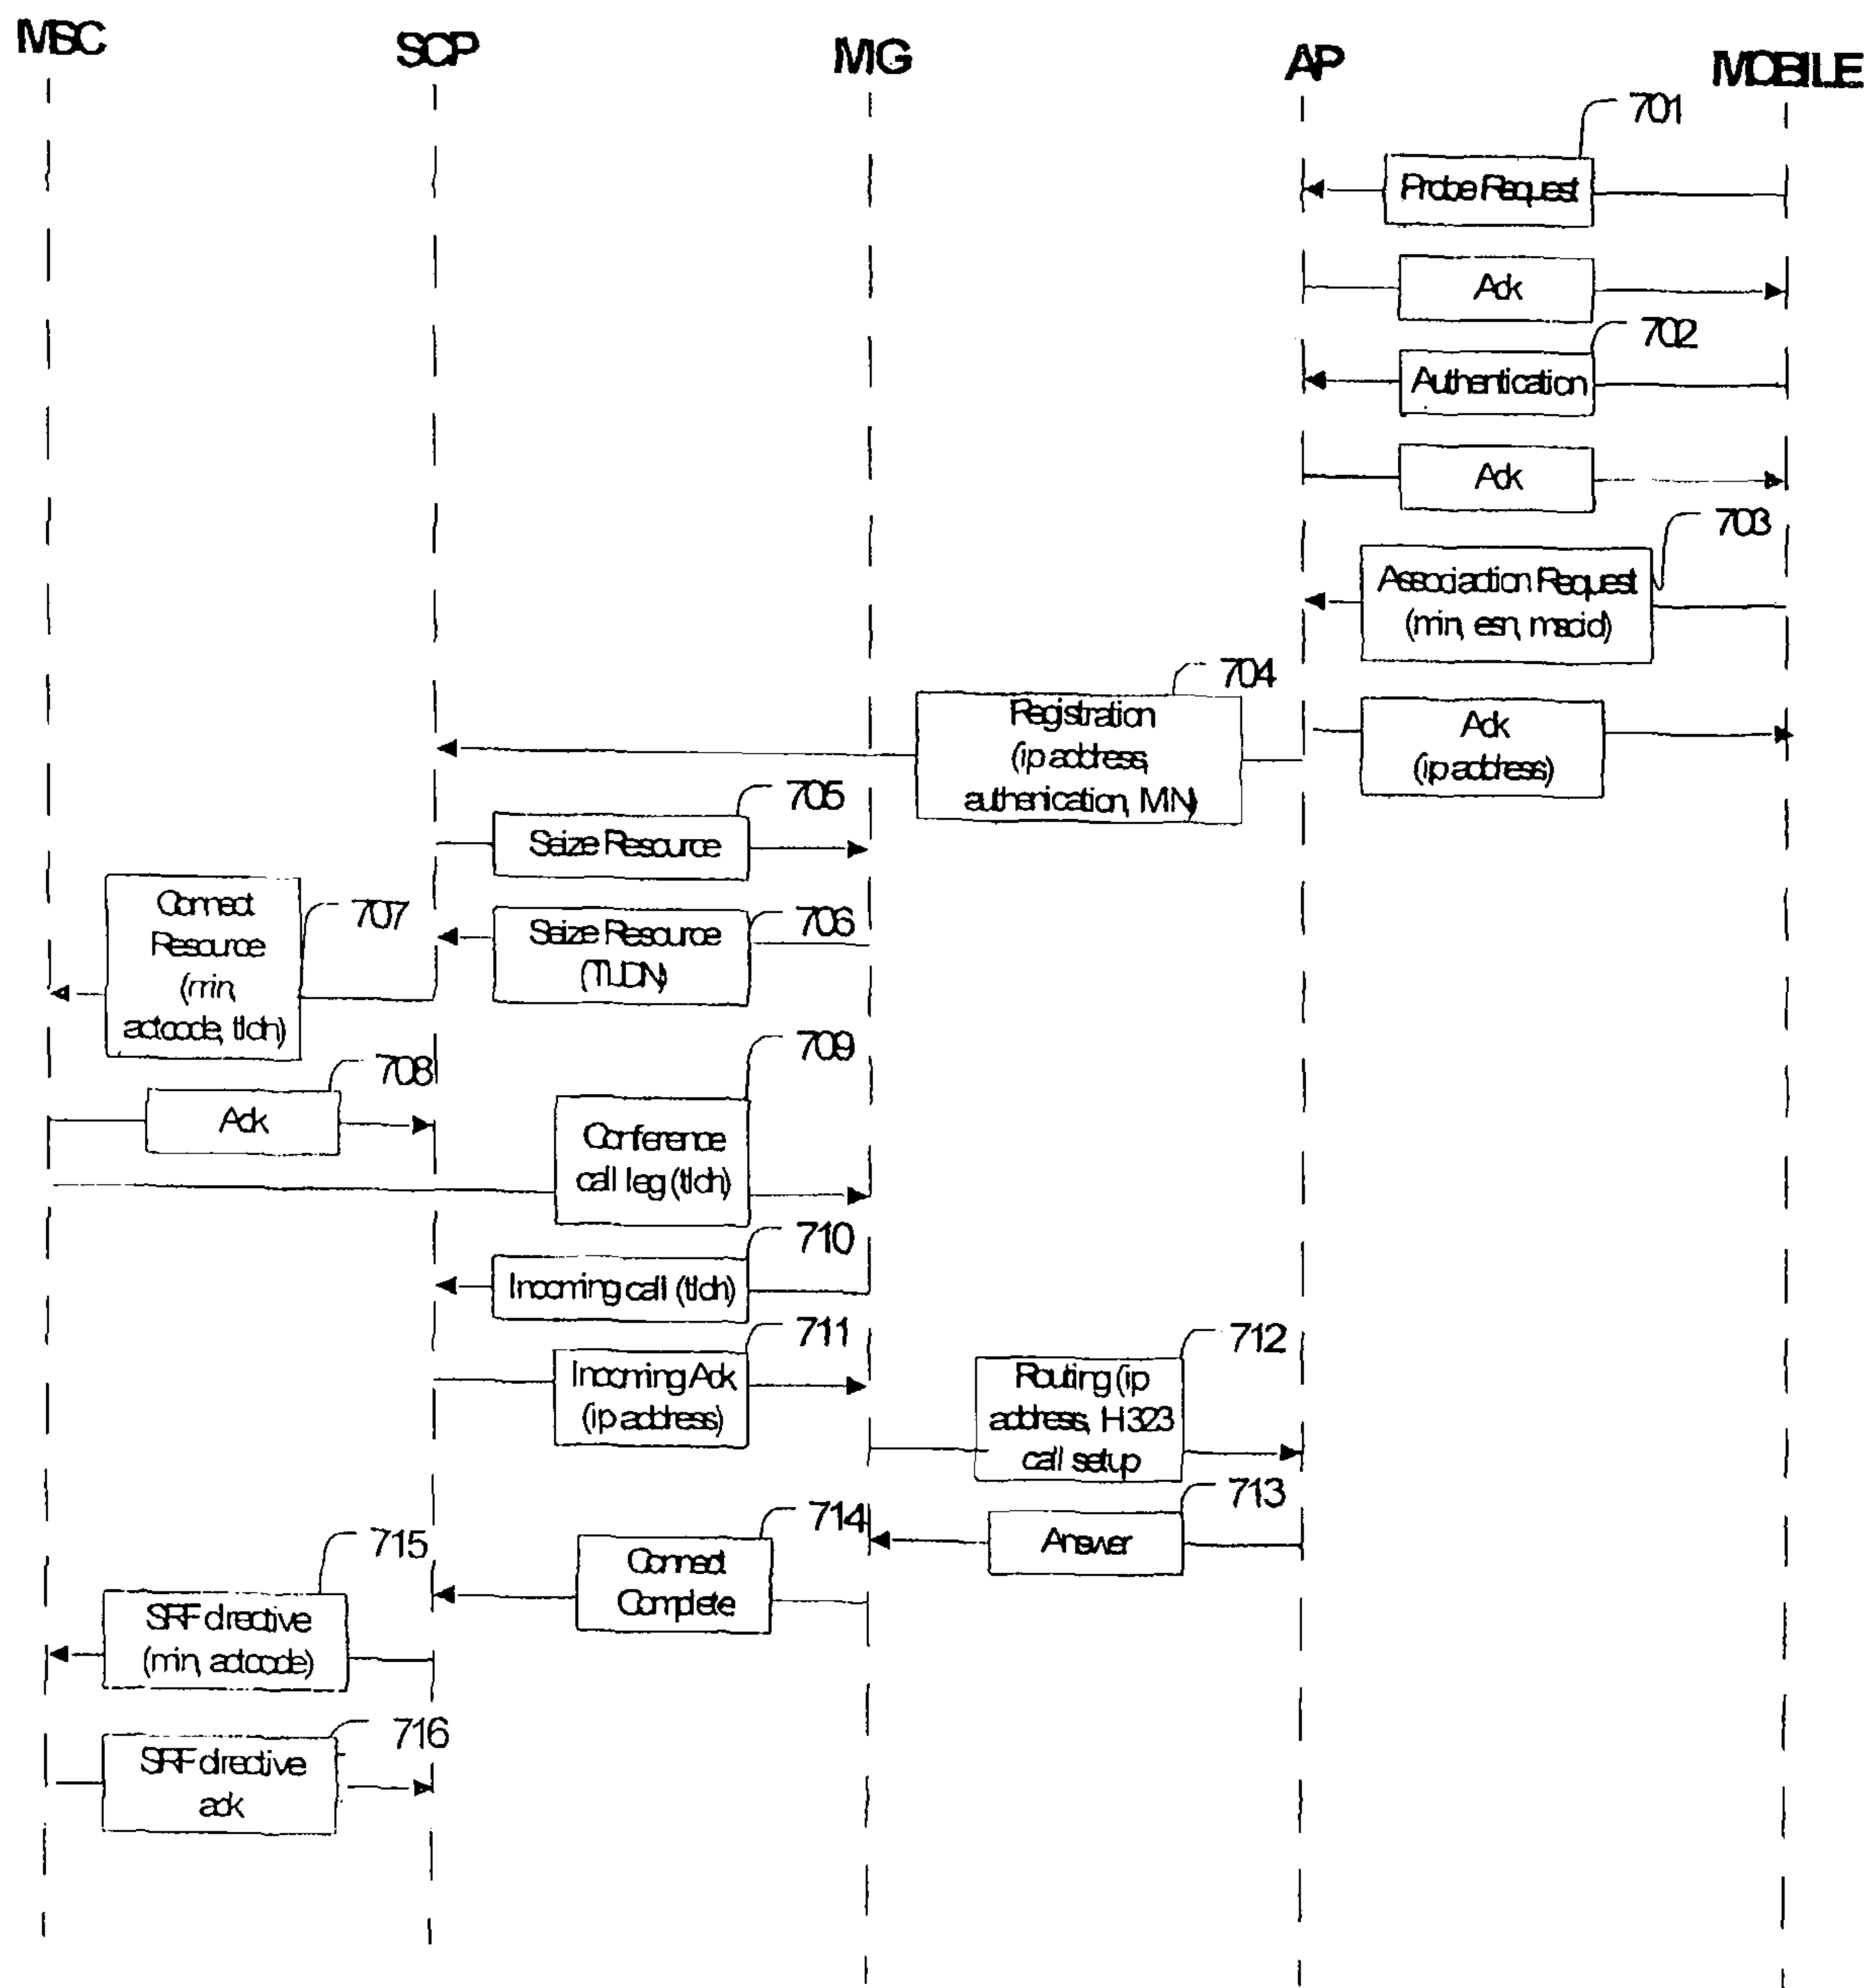 MSC
SCP
MG
AP
MOBILE
701
Probe Request
Ack
702
Authentication
Ack
703
Associaction Request
(min, esn, mscid)
704
Registration
(ip address,
authenication, MIN)
Ack
(ip address)
705
Seize Resource
706
Seize Resource
(TLDN)
707
Connect
Resource
(min,
actcode, tldn)
708
Ack
709
Conference
call leg (tldn)
710
Incoming call (tldn)
711
Incoming Ack
(ip address)
712
Routing (ip
address, H323
call setup
713
Answer
714
Connect
Complete
715
SRF directive
(min, actcode)
716
SRF directive
ack